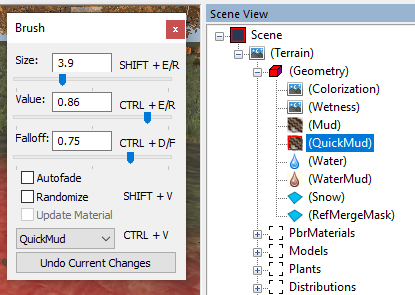 Brush
Size: 3.9 SHIFT + E/R
Value: 0.86 CTRL + E/R
Falloff: 0.75 CTRL + D/F
Autofade
Randomize SHIFT + V
Update Material
QuickMud CTRL + V
Undo Current Changes
Scene View
Scene
(Terrain)
(Geometry)
(Colorization)
(Wetness)
(Mud)
(QuickMud)
(Water)
(WaterMud)
(Snow)
(RefMergeMask)
PbrMaterials
Models
Plants
Distributions